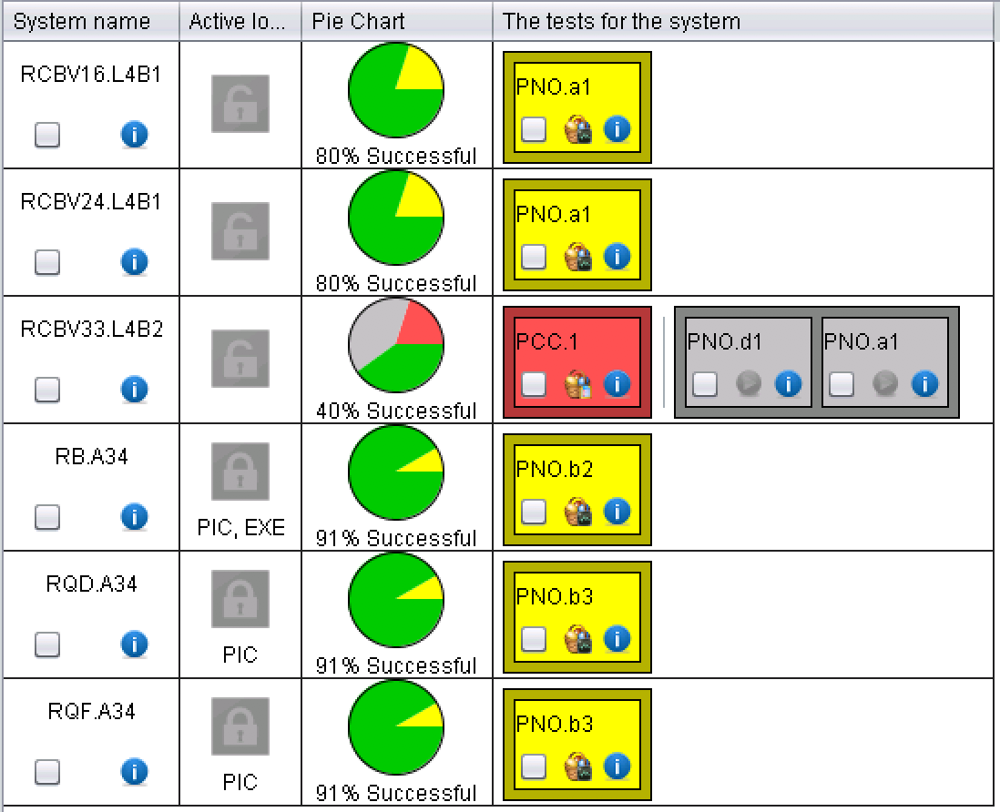 System name Active lo... Pie Chart The tests for the system
RCBV16.L4B1
80% Successful
PNO.a1
RCBV24.L4B1
80% Successful
PNO.a1
RCBV33.L4B2
40% Successful
PCC.1
PNO.d1
PNO.a1
RB.A34
PIC, EXE
91% Successful
PNO.b2
RQD.A34
PIC
91% Successful
PNO.b3
RQF.A34
PIC
91% Successful
PNO.b3